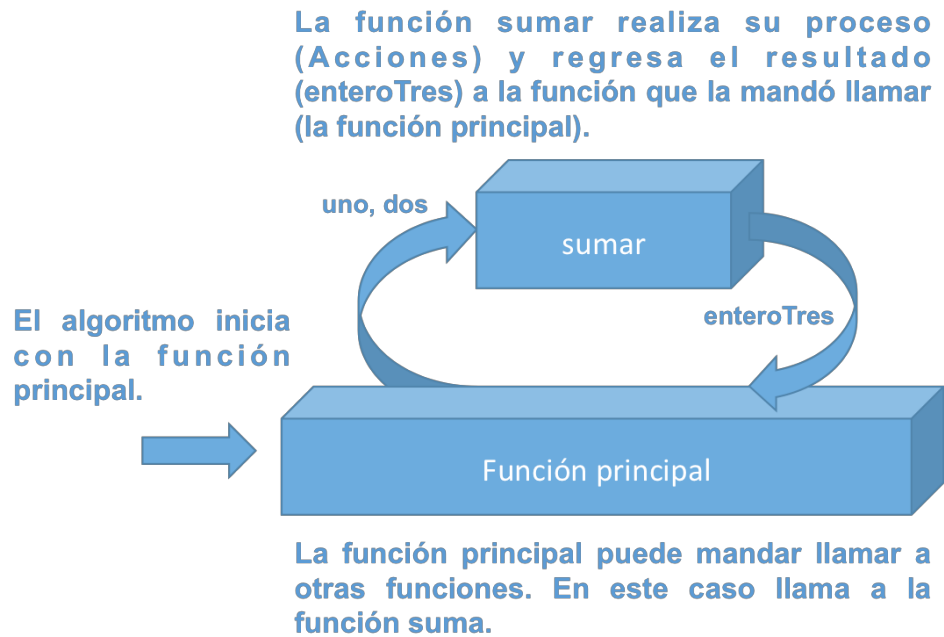 La función sumar realiza su proceso
(Acciones) y regresa el resultado
(enteroTres) a la función que la mandó llamar
(la función principal).
uno, dos
sumar
enteroTres
El algoritmo inicia
con la función
principal.
Función principal
La función principal puede mandar llamar a
otras funciones. En este caso llama a la
función suma.